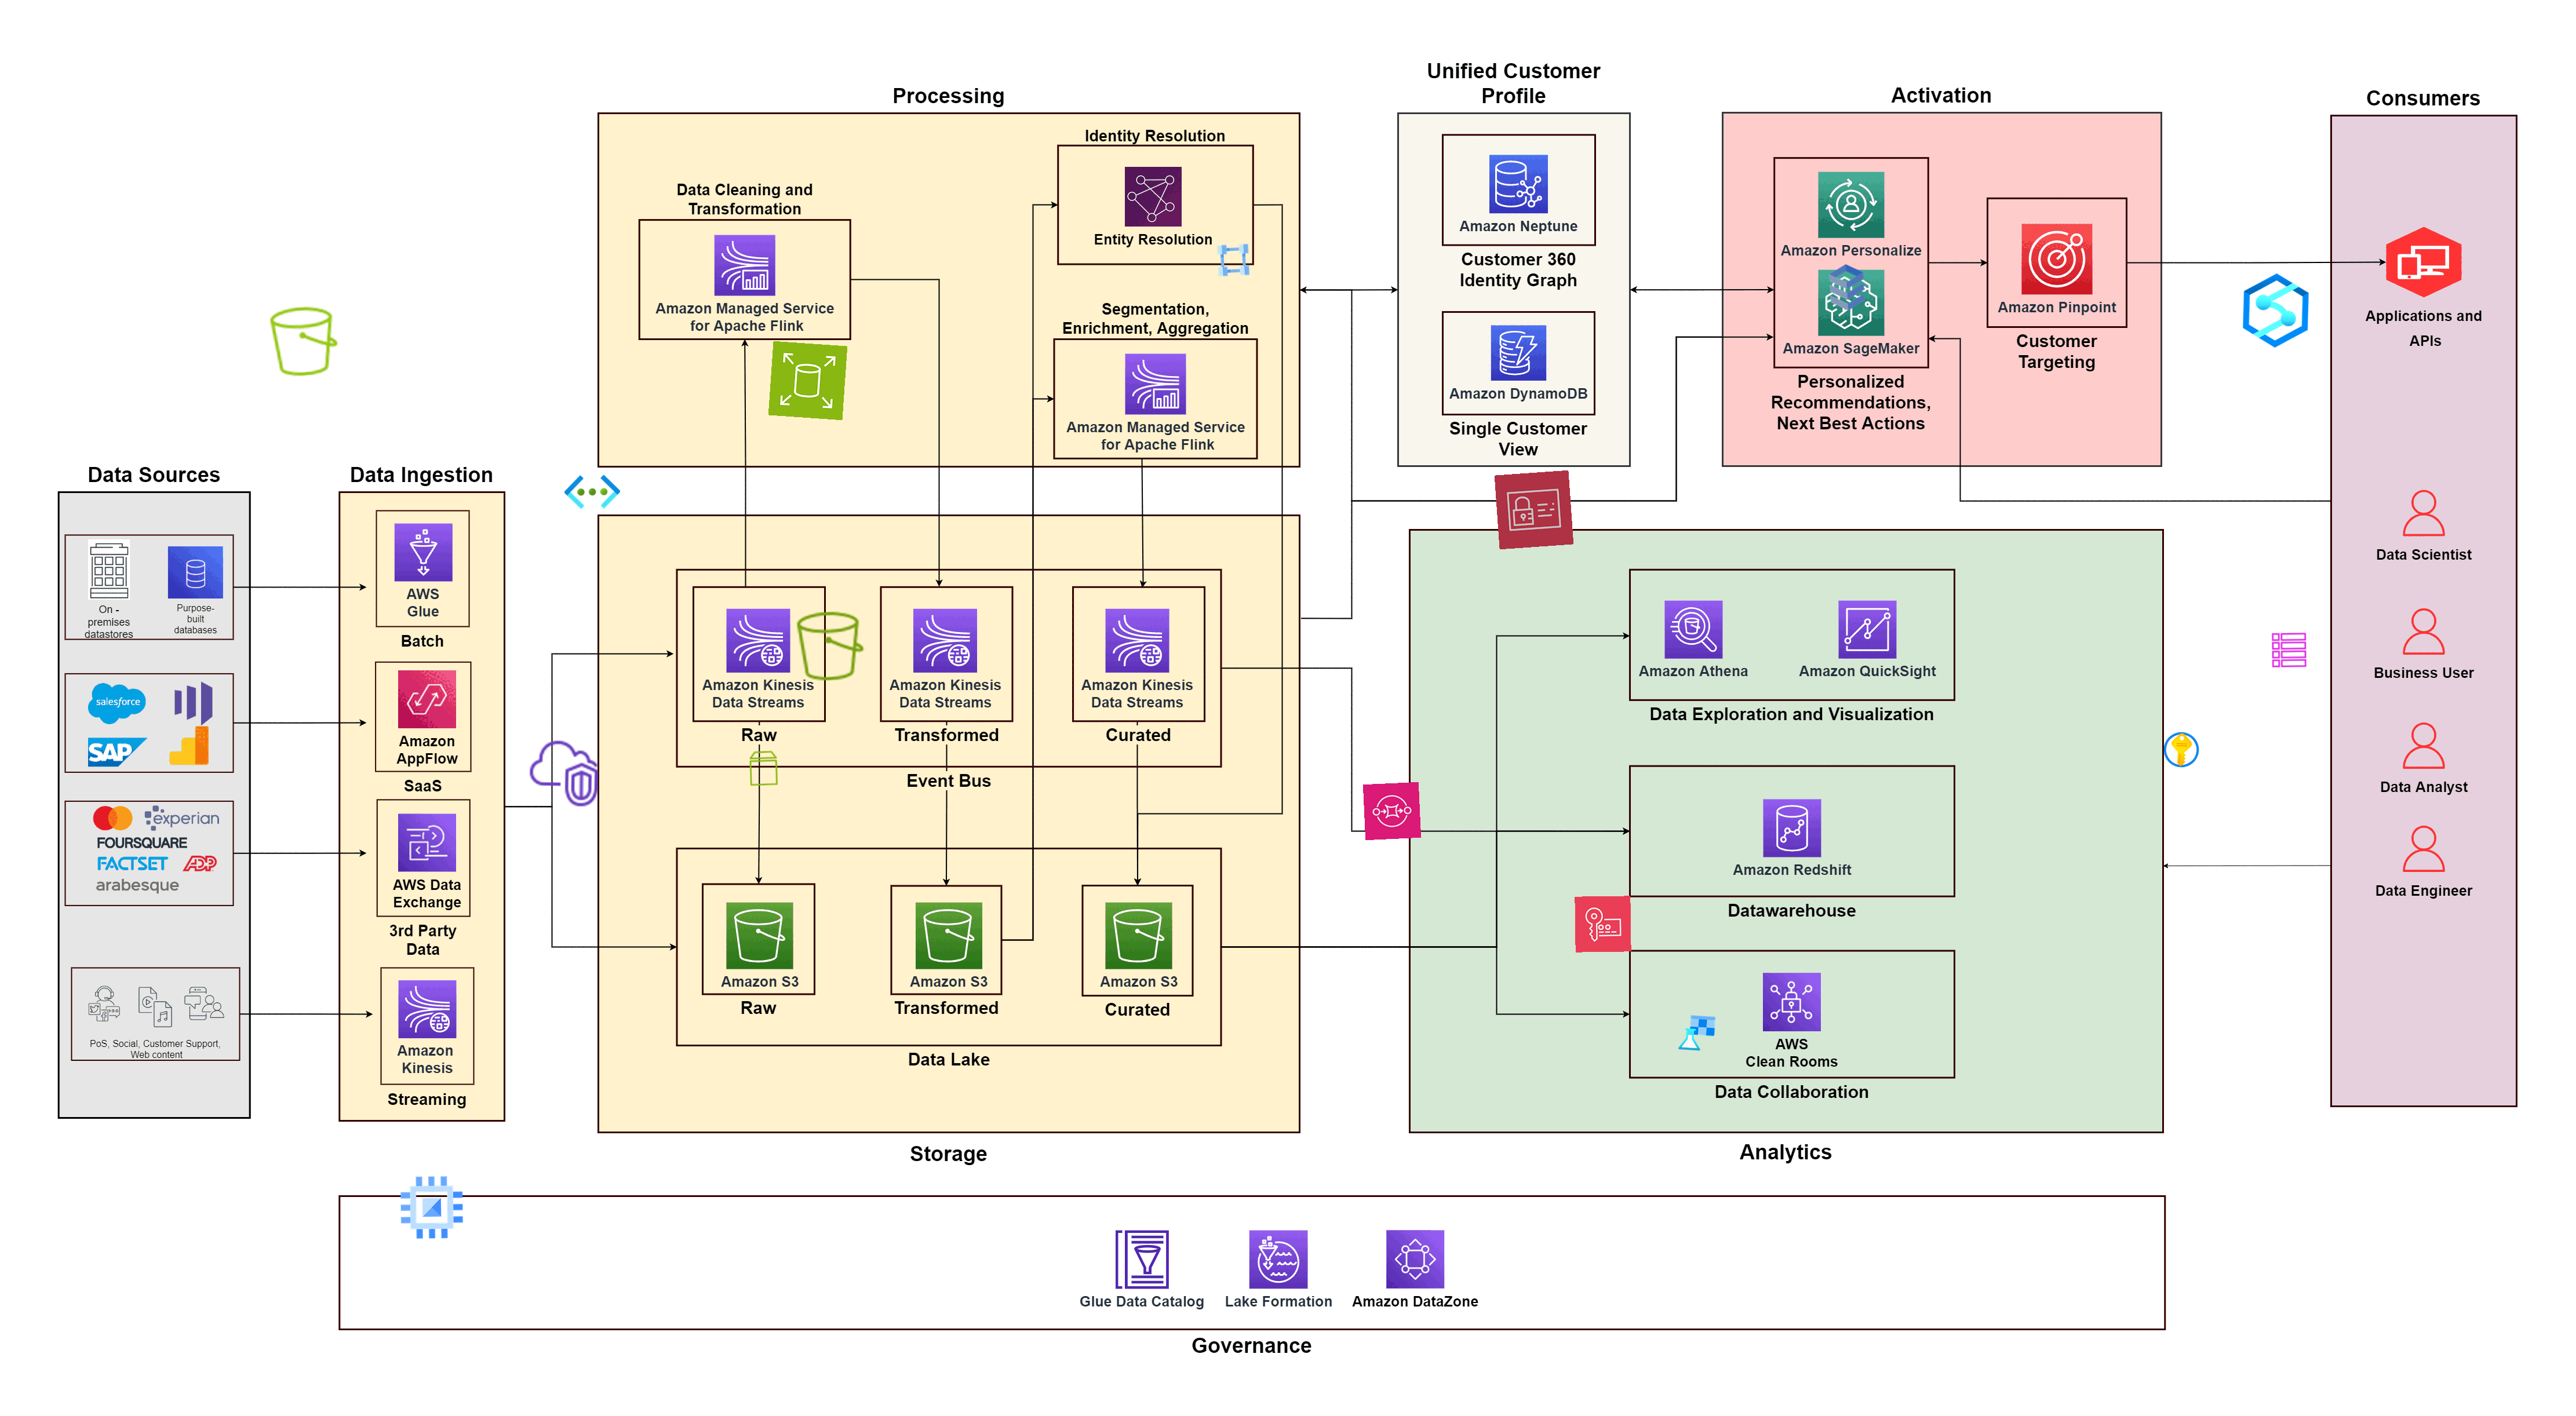 Processing
Unified Customer
Profile
Activation
Consumers
Identity Resolution
Entity Resolution
Data Cleaning and
Transformation
Amazon Managed Service
for Apache Flink
Segmentation,
Enrichment, Aggregation
Amazon Managed Service
for Apache Flink
Amazon Neptune
Customer 360
Identity Graph
Amazon DynamoDB
Single Customer
View
Amazon Personalize
Amazon SageMaker
Personalized
Recommendations,
Next Best Actions
Amazon Pinpoint
Customer
Targeting
Applications and
APIs
Data Scientist
Business User
Data Analyst
Data Engineer
Data Sources
On -
premises
datastores
Purpose-
built
databases
salesforce
SAP
experian
FOURSQUARE
FACTSET
ADP
arabesque
PoS, Social, Customer Support,
Web content
Data Ingestion
AWS
Glue
Batch
Amazon
AppFlow
SaaS
AWS Data
Exchange
3rd Party
Data
Amazon
Kinesis
Streaming
Amazon Kinesis
Data Streams
Raw
Amazon Kinesis
Data Streams
Transformed
Amazon Kinesis
Data Streams
Curated
Event Bus
Amazon S3
Raw
Amazon S3
Transformed
Amazon S3
Curated
Data Lake
Storage
Amazon Athena
Amazon QuickSight
Data Exploration and Visualization
Amazon Redshift
Datawarehouse
AWS
Clean Rooms
Data Collaboration
Analytics
Glue Data Catalog
Lake Formation
Amazon DataZone
Governance